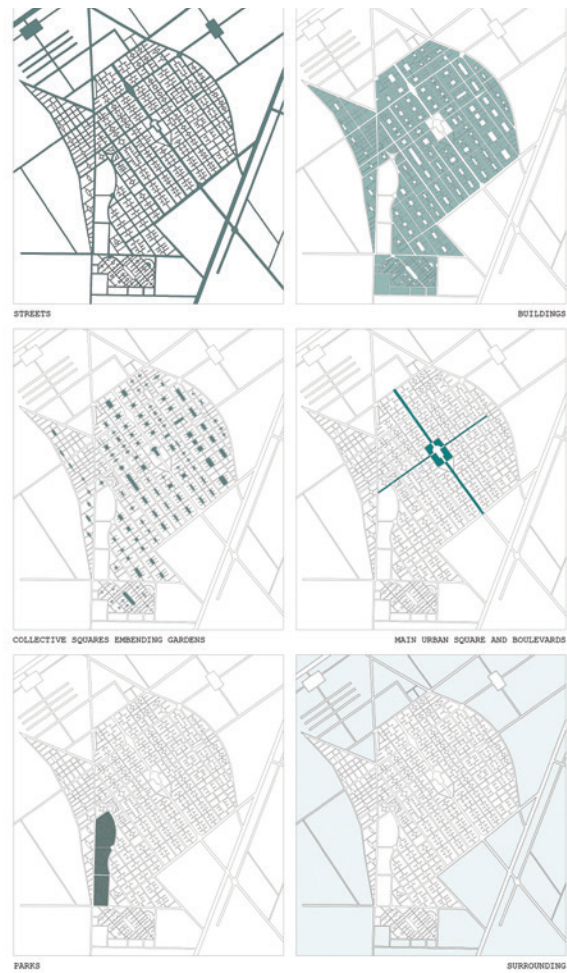 STREETS
BUILDINGS
COLLECTIVE SQUARES EMBENDING GARDENS
MAIN URBAN SQUARE AND BOULEVARDS
PARKS
SURROUNDING